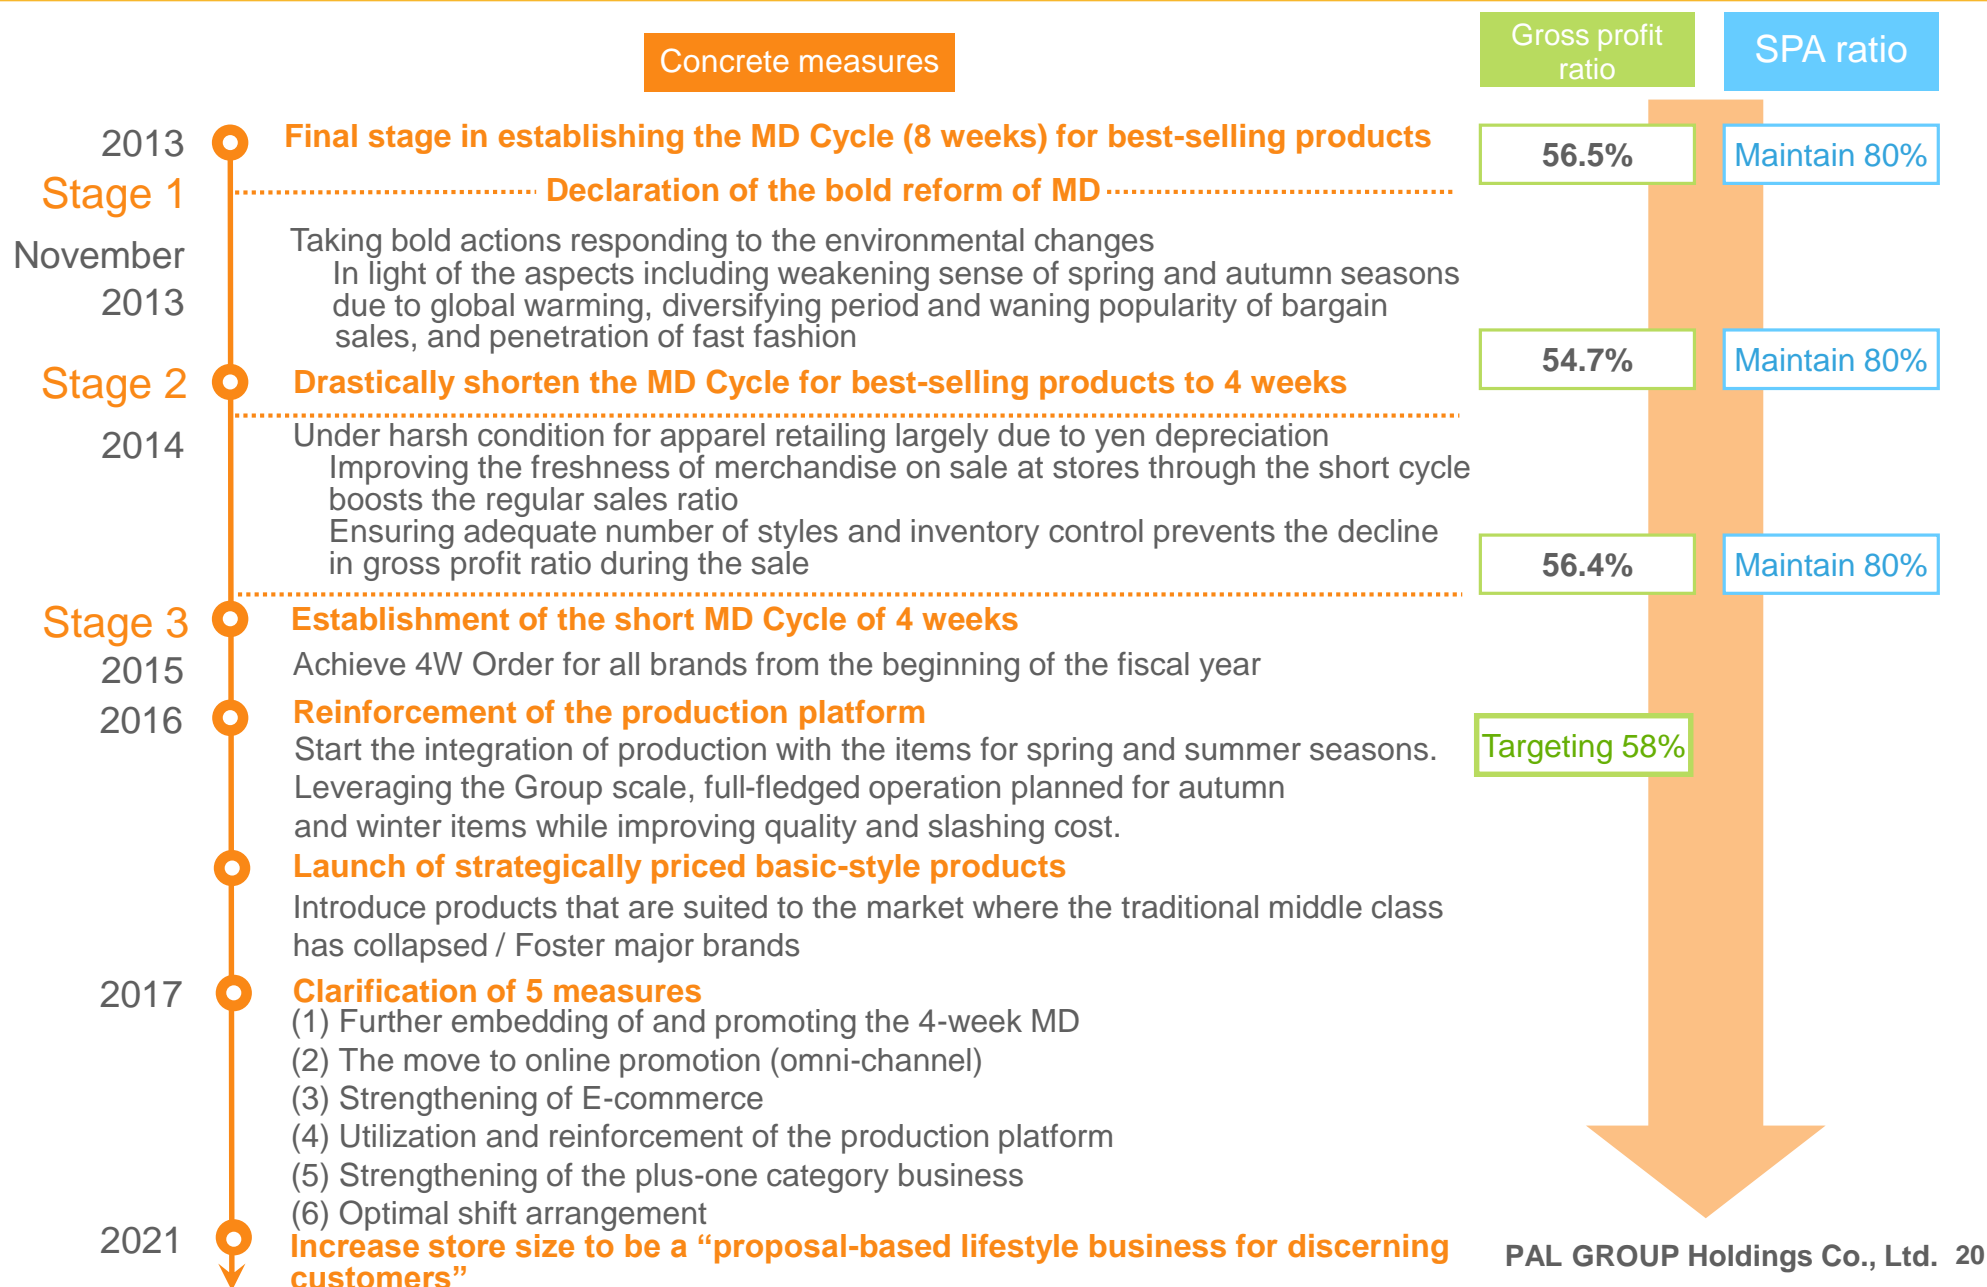 Concrete measures
Gross profit
ratio
SPA ratio
2013
Final stage in establishing the MD Cycle (8 weeks) for best-selling products
56.5%
Maintain 80%
Stage 1
Declaration of the bold reform of MD
November
2013
Taking bold actions responding to the environmental changes
In light of the aspects including weakening sense of spring and autumn seasons
due to global warming, diversifying period and waning popularity of bargain
sales, and penetration of fast fashion
54.7%
Maintain 80%
Stage 2
Drastically shorten the MD Cycle for best-selling products to 4 weeks
2014
Under harsh condition for apparel retailing largely due to yen depreciation
Improving the freshness of merchandise on sale at stores through the short cycle
boosts the regular sales ratio
Ensuring adequate number of styles and inventory control prevents the decline
in gross profit ratio during the sale
56.4%
Maintain 80%
Stage 3
Establishment of the short MD Cycle of 4 weeks
2015
Achieve 4W Order for all brands from the beginning of the fiscal year
2016
Reinforcement of the production platform
Start the integration of production with the items for spring and summer seasons.
Leveraging the Group scale, full-fledged operation planned for autumn
and winter items while improving quality and slashing cost.
Targeting 58%
Launch of strategically priced basic-style products
Introduce products that are suited to the market where the traditional middle class
has collapsed / Foster major brands
2017
Clarification of 5 measures
(1) Further embedding of and promoting the 4-week MD
(2) The move to online promotion (omni-channel)
(3) Strengthening of E-commerce
(4) Utilization and reinforcement of the production platform
(5) Strengthening of the plus-one category business
(6) Optimal shift arrangement
2021
Increase store size to be a “proposal-based lifestyle business for discerning
customers”
PAL GROUP Holdings Co., Ltd. 20